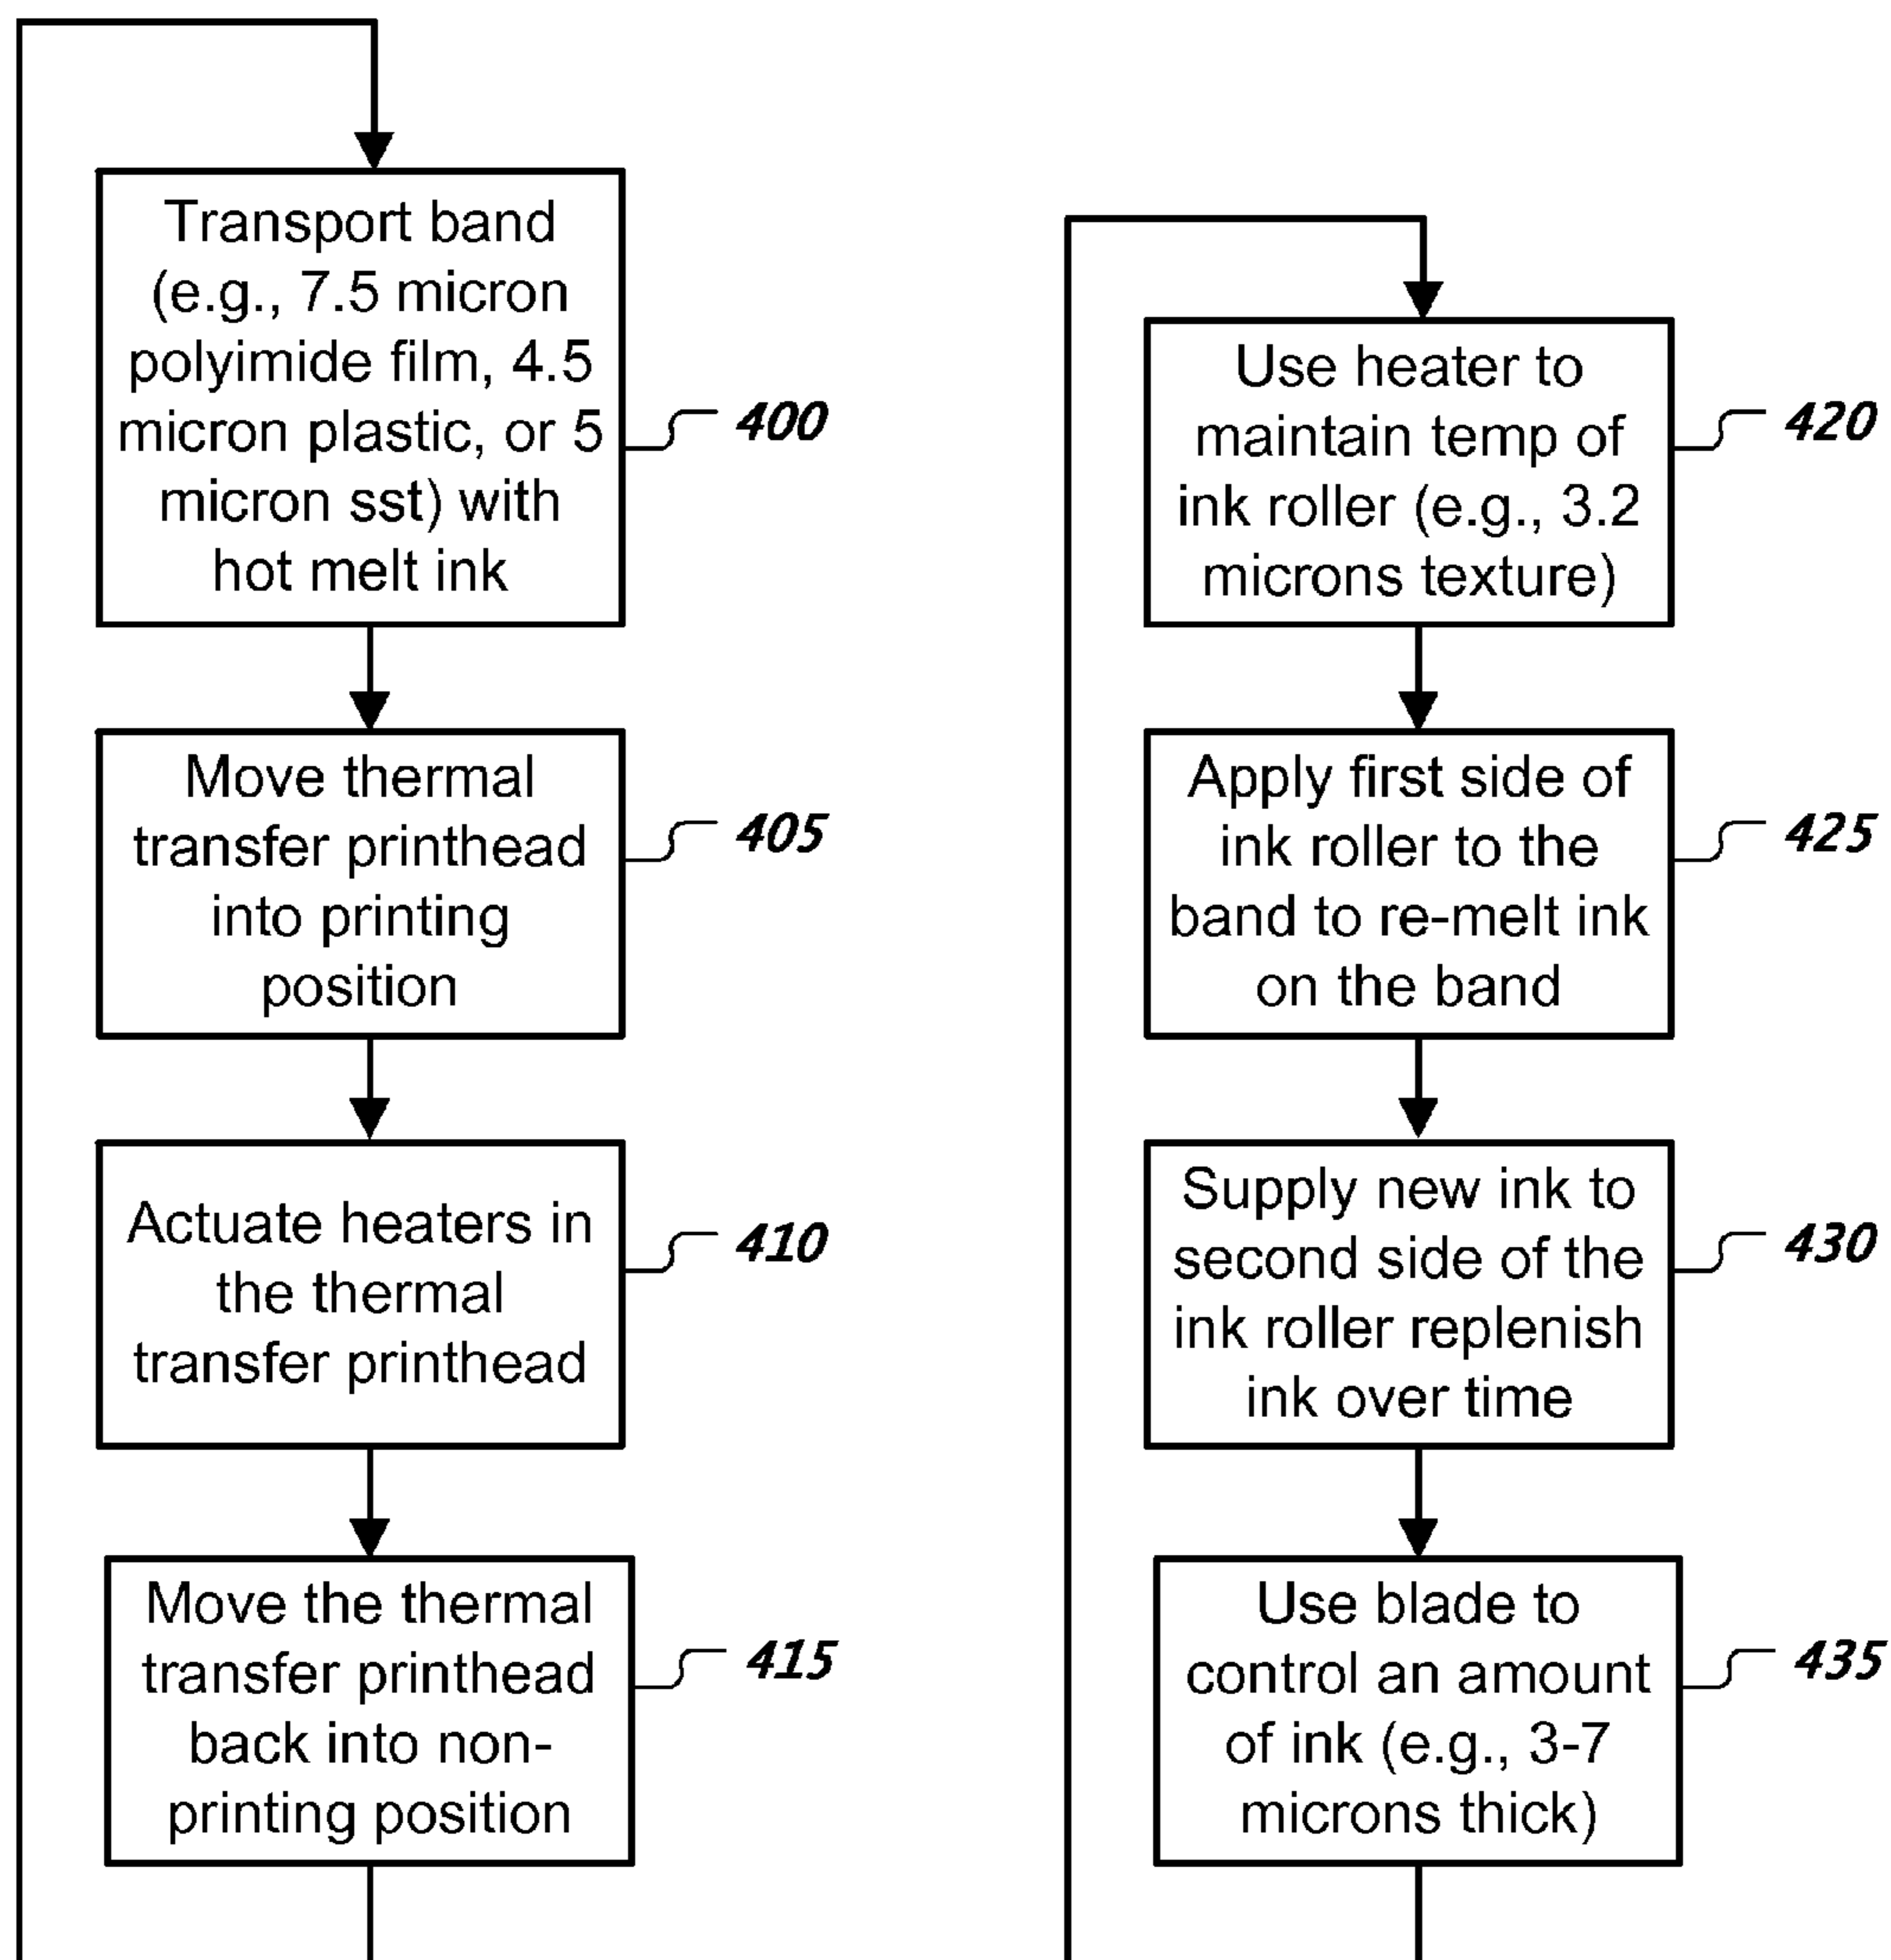 Transport band
(e.g., 7.5 micron
polyimide film, 4.5
micron plastic, or 5
micron sst) with
hot melt ink
400
Move thermal
transfer printhead
into printing
position
405
Actuate heaters in
the thermal
transfer printhead
410
Move the thermal
transfer printhead
back into non-
printing position
415
Use heater to
maintain temp of
ink roller (e.g., 3.2
microns texture)
420
Apply first side of
ink roller to the
band to re-melt ink
on the band
425
Supply new ink to
second side of the
ink roller replenish
ink over time
430
Use blade to
control an amount
of ink (e.g., 3-7
microns thick)
435